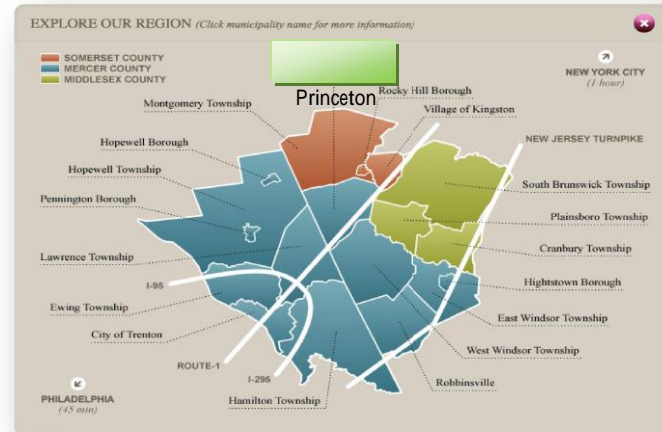 EXPLORE OUR REGION (Click municipality name for more information)
SOMERSET COUNTY
MERCER COUNTY
MIDDLESEX COUNTY
NEW YORK CITY
(1 hour)
Princeton
Rocky Hill Borough
Montgomery Township
Village of Kingston
Hopewell Borough
NEW JERSEY TURNPIKE
Hopewell Township
South Brunswick Township
Pennington Borough
Plainsboro Township
Cranbury Township
Lawrence Township
Hightstown Borough
I-95
Ewing Township
East Windsor Township
City of Trenton
West Windsor Township
ROUTE-1
I-295
Robbinsville
PHILADELPHIA
(45 min)
Hamilton Township